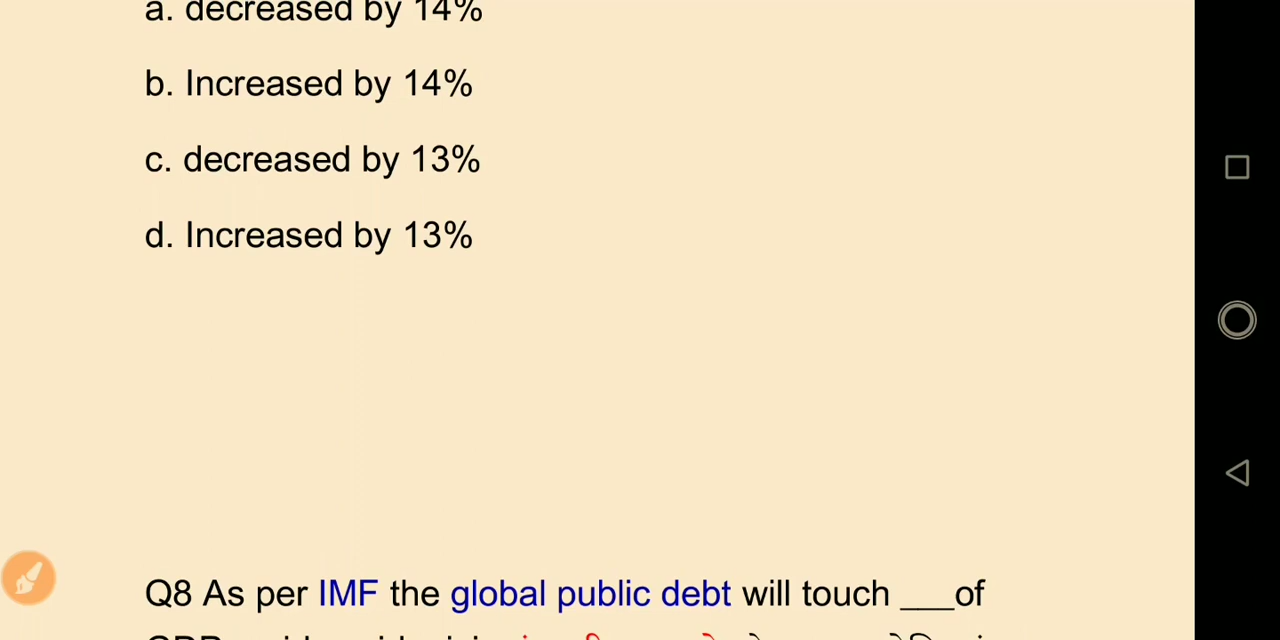 a. decreased by 14%
b. Increased by 14%
c. decreased by 13%
d. Increased by 13%
Q8 As per IMF the global public debt will touch ___of